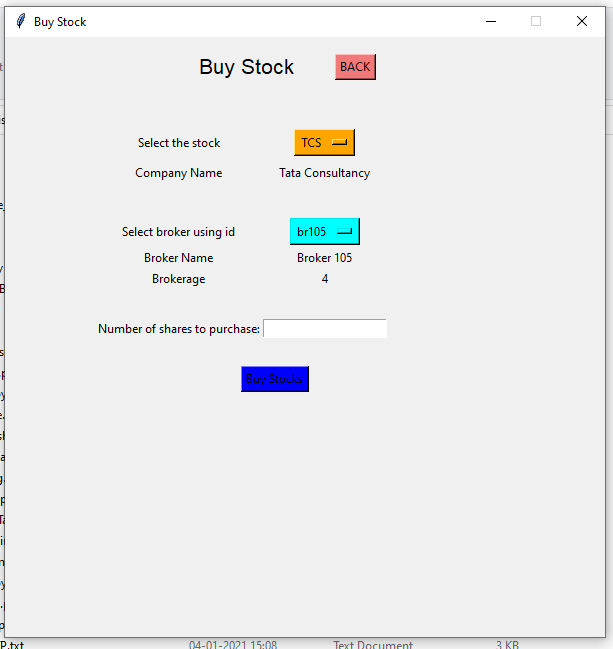 Buy Stock
Buy Stock BACK
Select the stock TCS
Company Name Tata Consultancy
Select broker using id br105
Broker Name Broker 105
Brokerage 4
Number of shares to purchase:
Buy Stocks
P.txt 04-01-2021 15:08 Text Document 3 KB